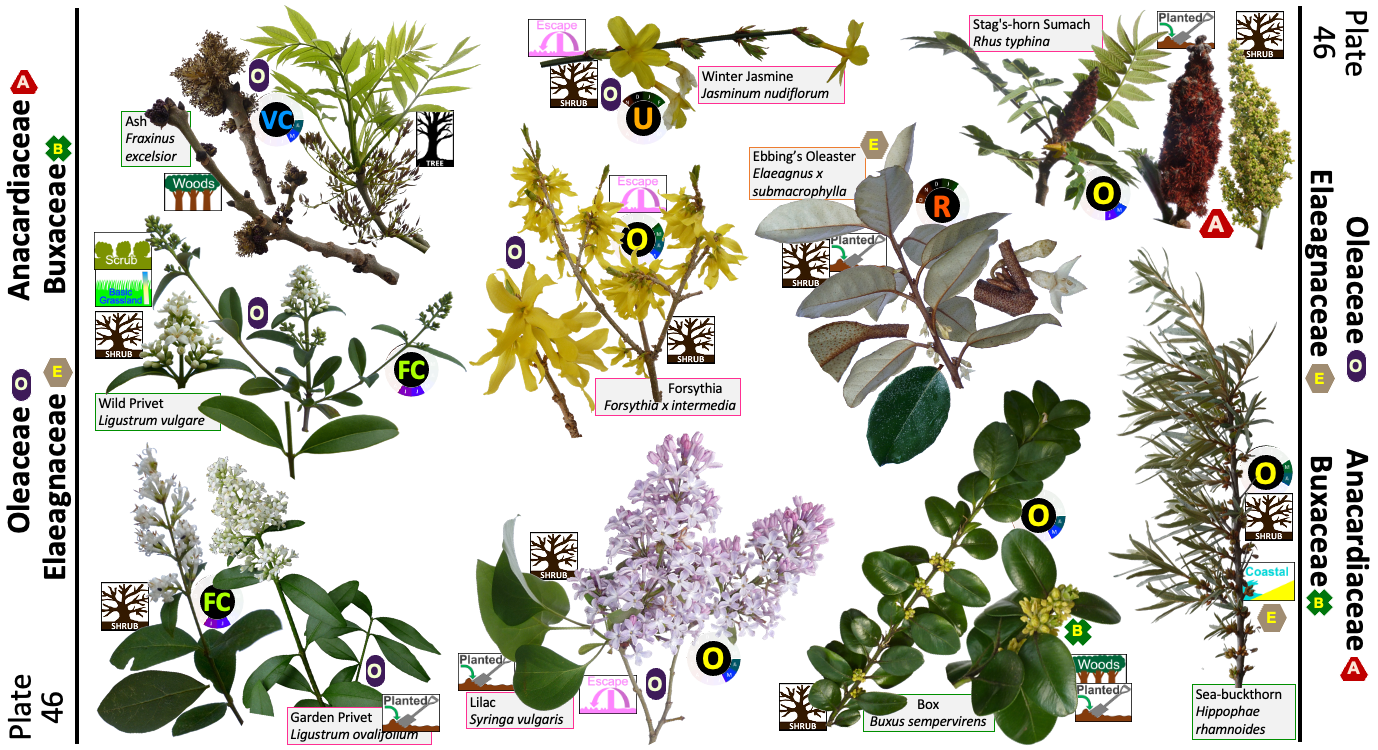 Anacardiaceae A
Buxaceae B
Oleaceae O
Elaeagnaceae E
Plate
46
Ash
Fraxinus
excelsior
Woods
O
VC
TREE
Escape
SHRUB
O
U
N D J F
Winter Jasmine
Jasminum nudiflorum
Stag's-horn Sumach
Rhus typhina
Planted
SHRUB
O
A
Ebbing's Oleaster
Elaeagnus x
submacrophylla
E
R
SHRUB
Planted
Scrub
Basic
Grassland
SHRUB
O
FC
J J
Wild Privet
Ligustrum vulgare
Escape
O
O
SHRUB
Forsythia
Forsythia x intermedia
SHRUB
FC
J J
O
Planted
Garden Privet
Ligustrum ovalifolium
SHRUB
Planted
Lilac
Syringa vulgaris
Escape
O
O
O
B
Woods
Planted
SHRUB
Box
Buxus sempervirens
O
SHRUB
Coastal
E
Sea-buckthorn
Hippophae
rhamnoides
Plate
46
Oleaceae O
Elaeagnaceae E
Anacardiaceae A
Buxaceae B